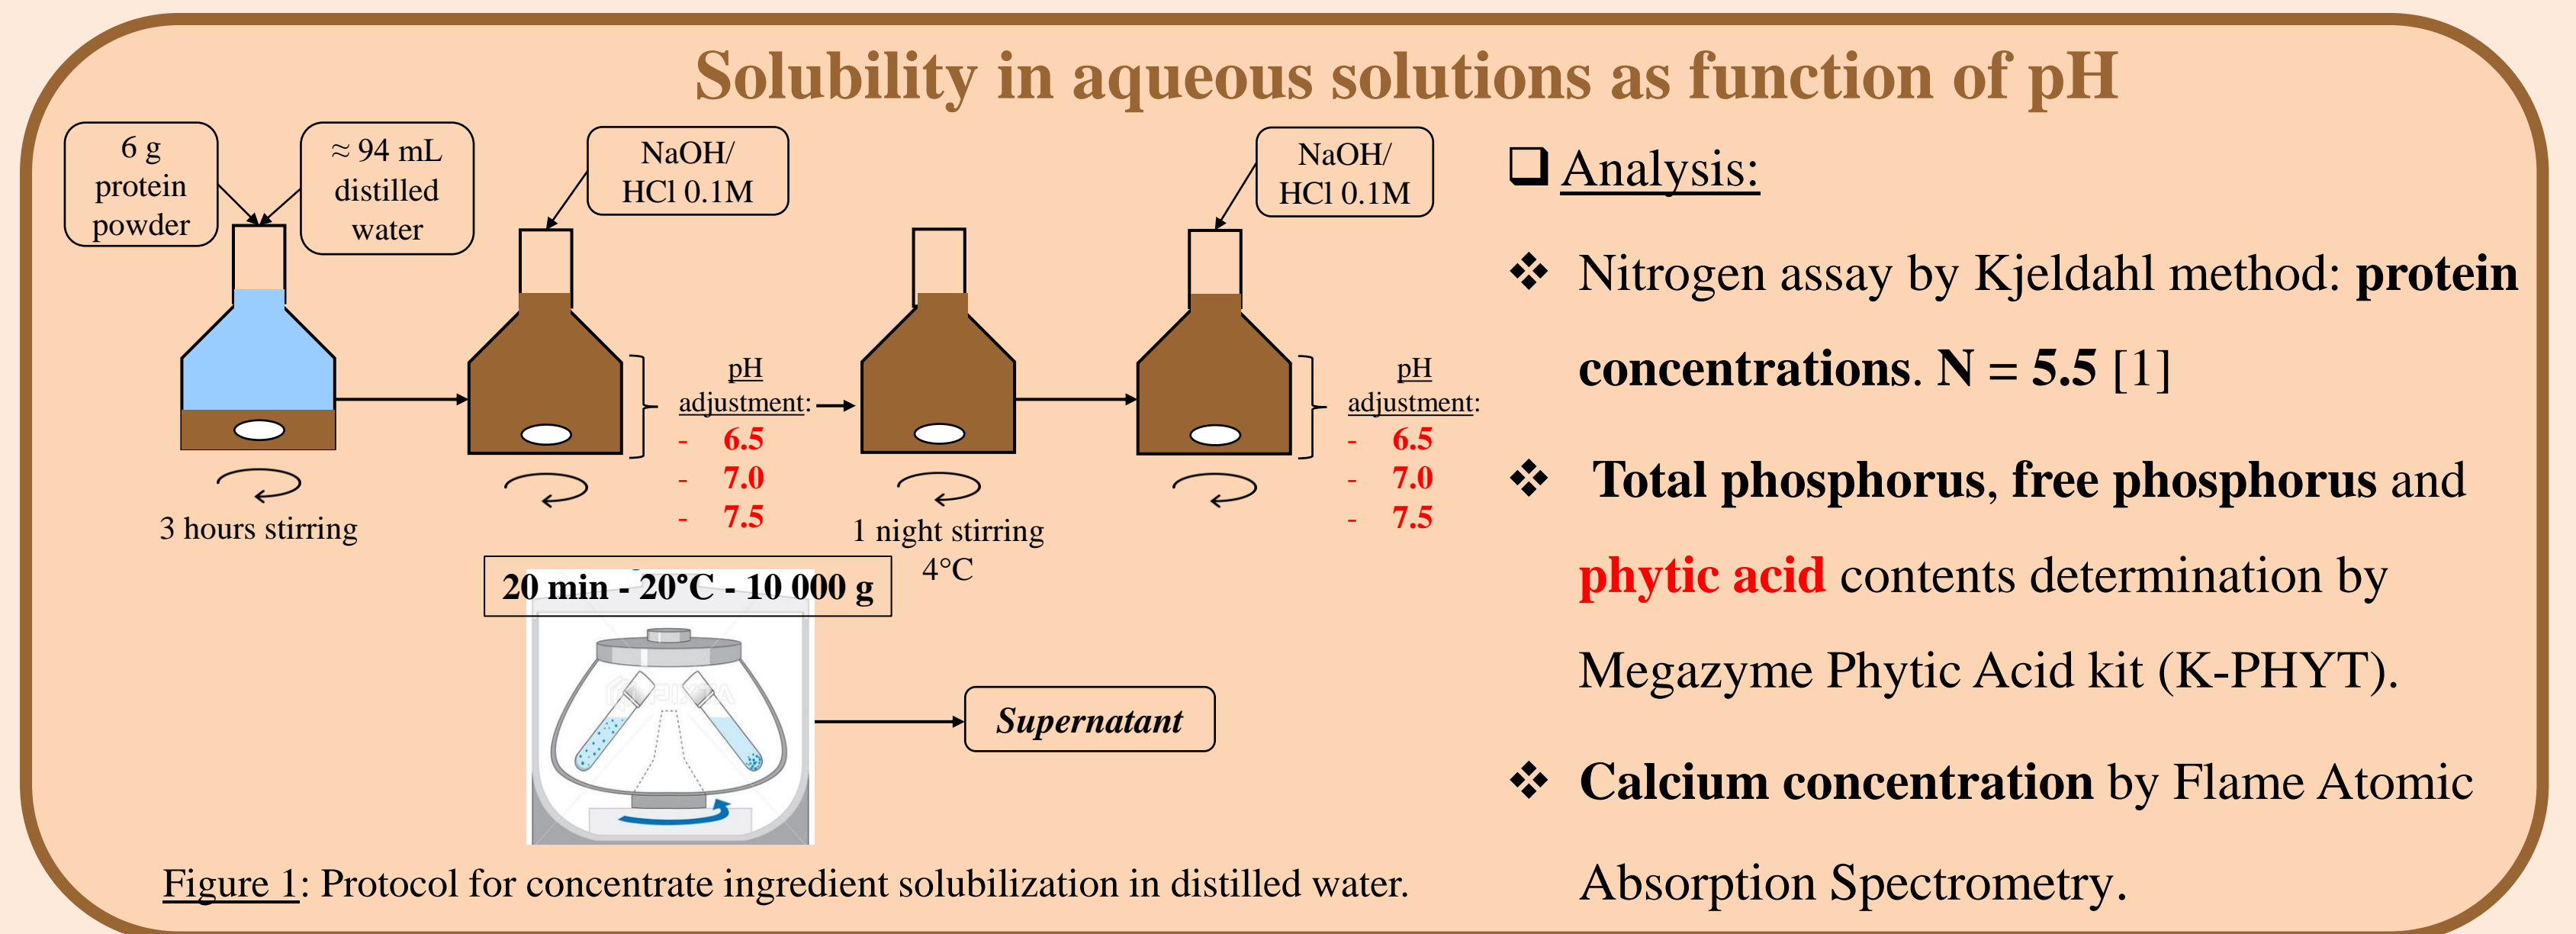 Solubility in aqueous solutions as function of pH
6 g
protein
powder
≈ 94 mL
distilled
water
NaOH/
HCl 0.1M
NaOH/
HCl 0.1M
pH
adjustment:
- 6.5
- 7.0
- 7.5
pH
adjustment:
- 6.5
- 7.0
- 7.5
3 hours stirring
1 night stirring
4°C
20 min - 20°C - 10 000 g
Supernatant
Figure 1: Protocol for concentrate ingredient solubilization in distilled water.
❑ Analysis:
❖ Nitrogen assay by Kjeldahl method: protein
concentrations. N = 5.5 [1]
❖ Total phosphorus, free phosphorus and
phytic acid contents determination by
Megazyme Phytic Acid kit (K-PHYT).
❖ Calcium concentration by Flame Atomic
Absorption Spectrometry.